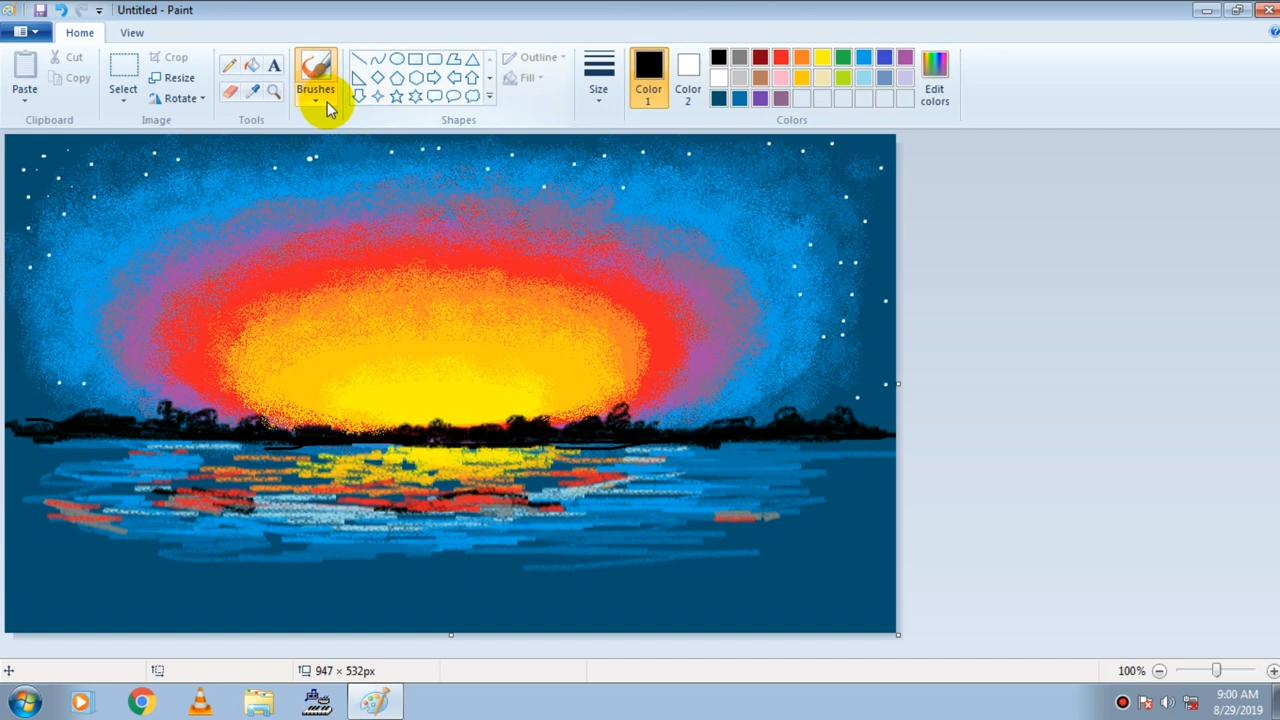 Untitled - Paint
Home View
Paste
Cut
Copy
Clipboard
Select
Crop
Resize
Rotate
Image
A
Tools
Brushes
Outline
Fill
Shapes
Size
Color 1
Color 2
Edit colors
Colors
947 × 532px
100%
9:00 AM
8/29/2019